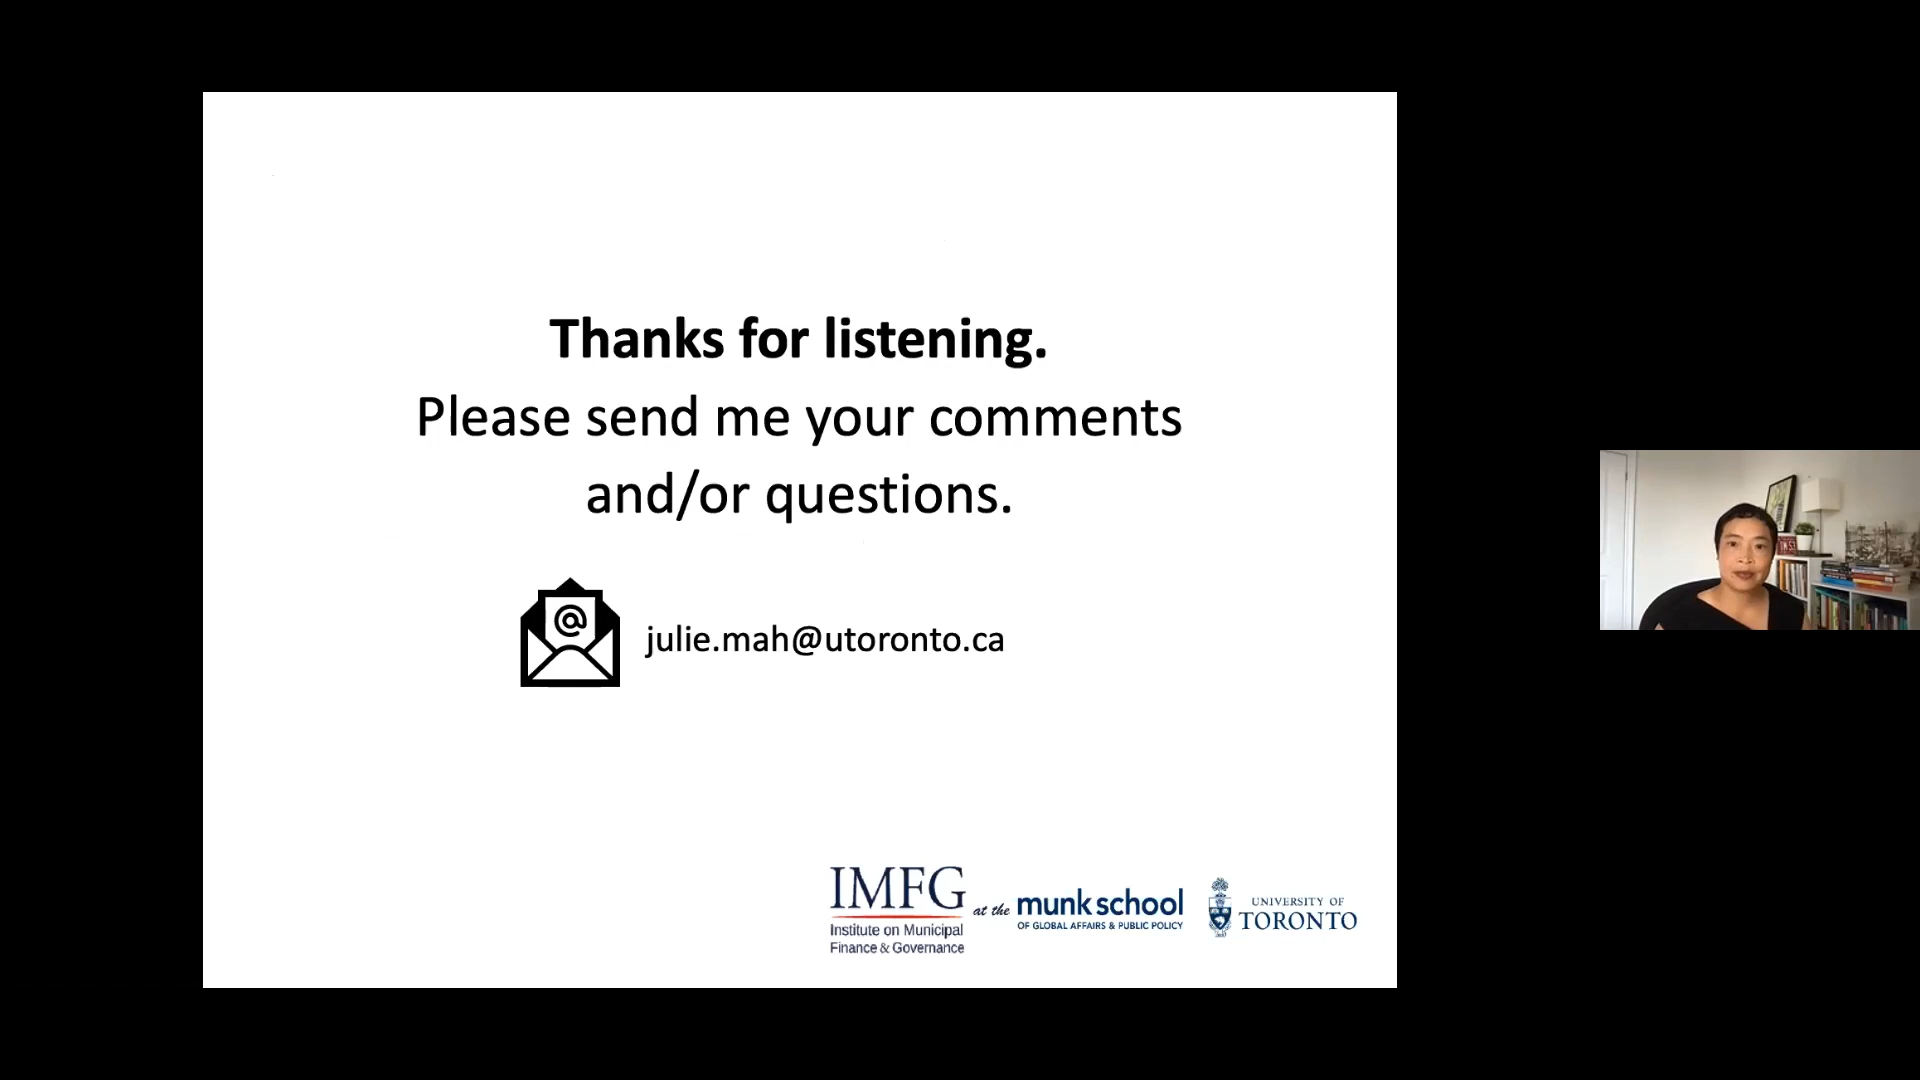 Thanks for listening.
Please send me your comments
and/or questions.
@
julie.mah@utoronto.ca
IMFG
Institute on Municipal
Finance & Governance
at the
munk school
OF GLOBAL AFFAIRS & PUBLIC POLICY
UNIVERSITY OF
TORONTO